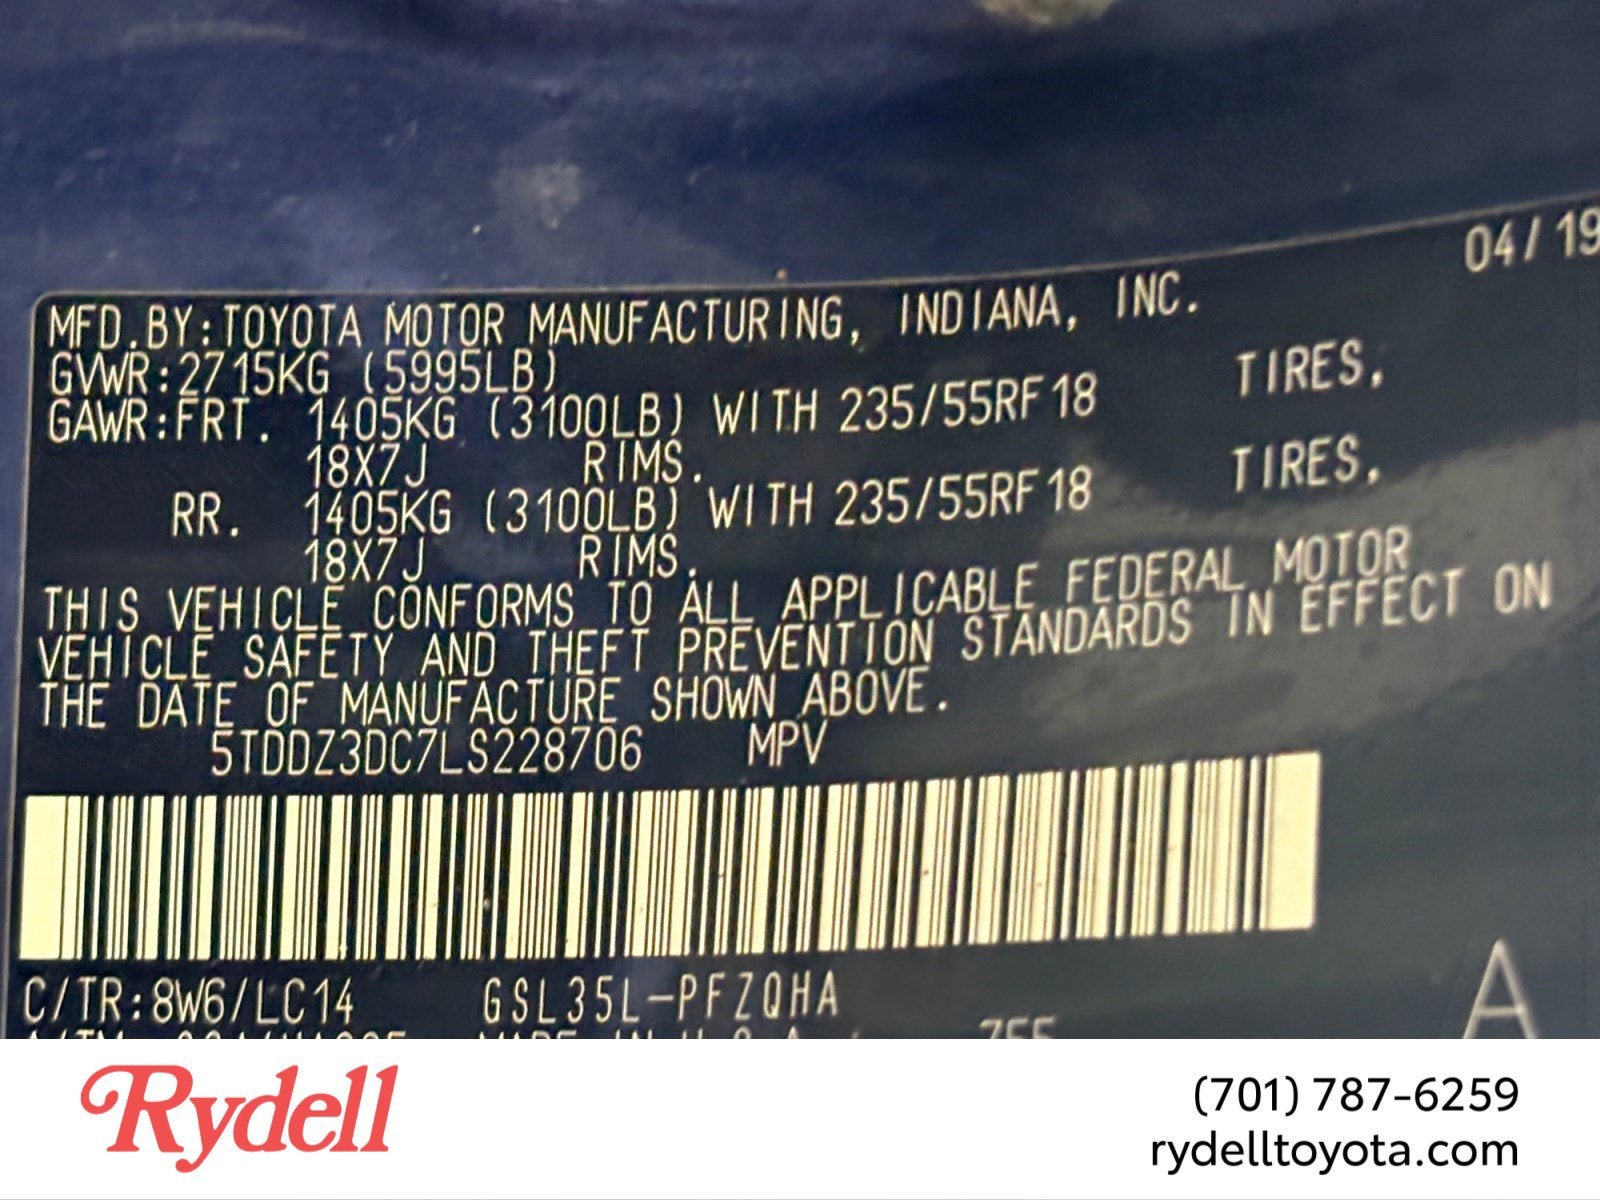 04/19
MFD.BY:TOYOTA MOTOR MANUFACTURING, INDIANA, INC.
GVWR:2715KG (5995LB)
GAWR:FRT. 1405KG (3100LB) WITH 235/55RF18 TIRES,
18X7J RIMS.
RR. 1405KG (3100LB) WITH 235/55RF18 TIRES,
18X7J RIMS.
THIS VEHICLE CONFORMS TO ALL APPLICABLE FEDERAL MOTOR
VEHICLE SAFETY AND THEFT PREVENTION STANDARDS IN EFFECT ON
THE DATE OF MANUFACTURE SHOWN ABOVE.
5TDDZ3DC7LS228706 MPV
C/TR:8W6/LC14 GSL35L-PFZQHA
A
Rydell
(701) 787-6259
rydelltoyota.com